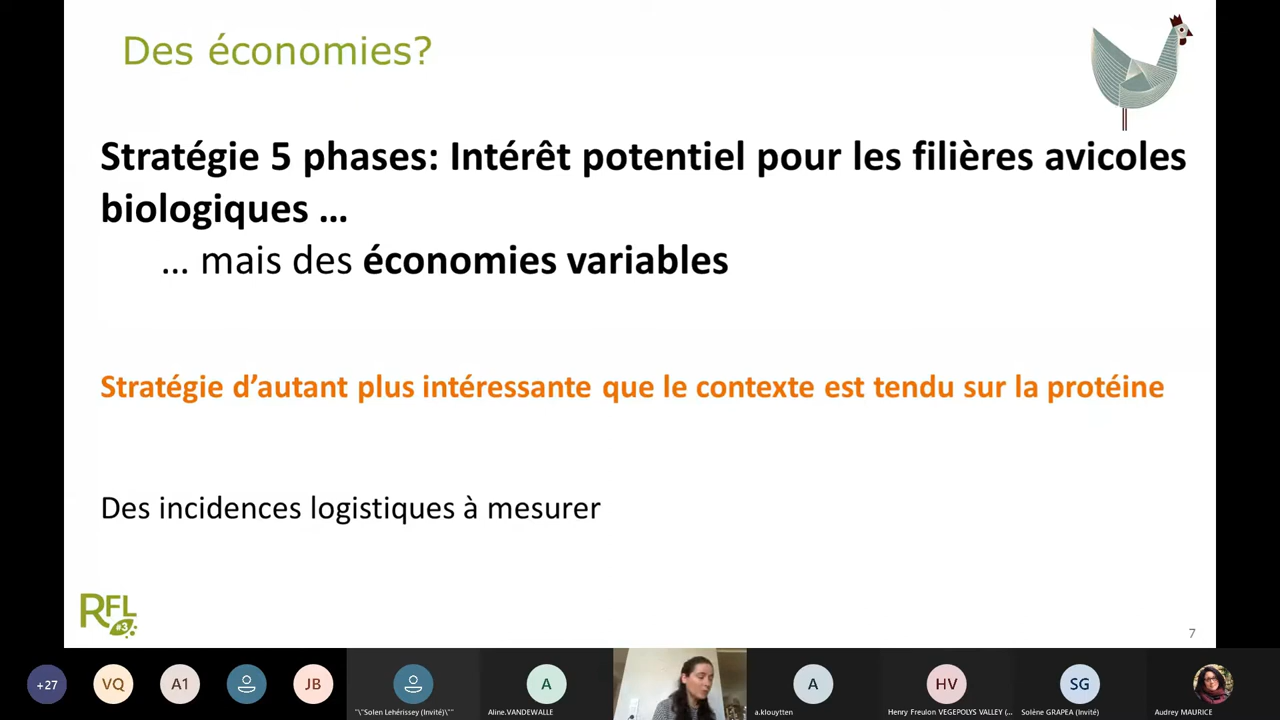 Des économies?
Stratégie 5 phases: Intérêt potentiel pour les filières avicoles
biologiques …
… mais des économies variables
Stratégie d’autant plus intéressante que le contexte est tendu sur la protéine
Des incidences logistiques à mesurer
RFL
#3
7
+27
VQ
A1
JB
A
A
HV
SG
"\"Solen Lehérissey (Invité)\""
Aline.VANDEWALLE
a.klouytten
Henry Freulon VEGEPOLYS VALLEY (...
Solène GRAPEA (Invité)
Audrey MAURICE